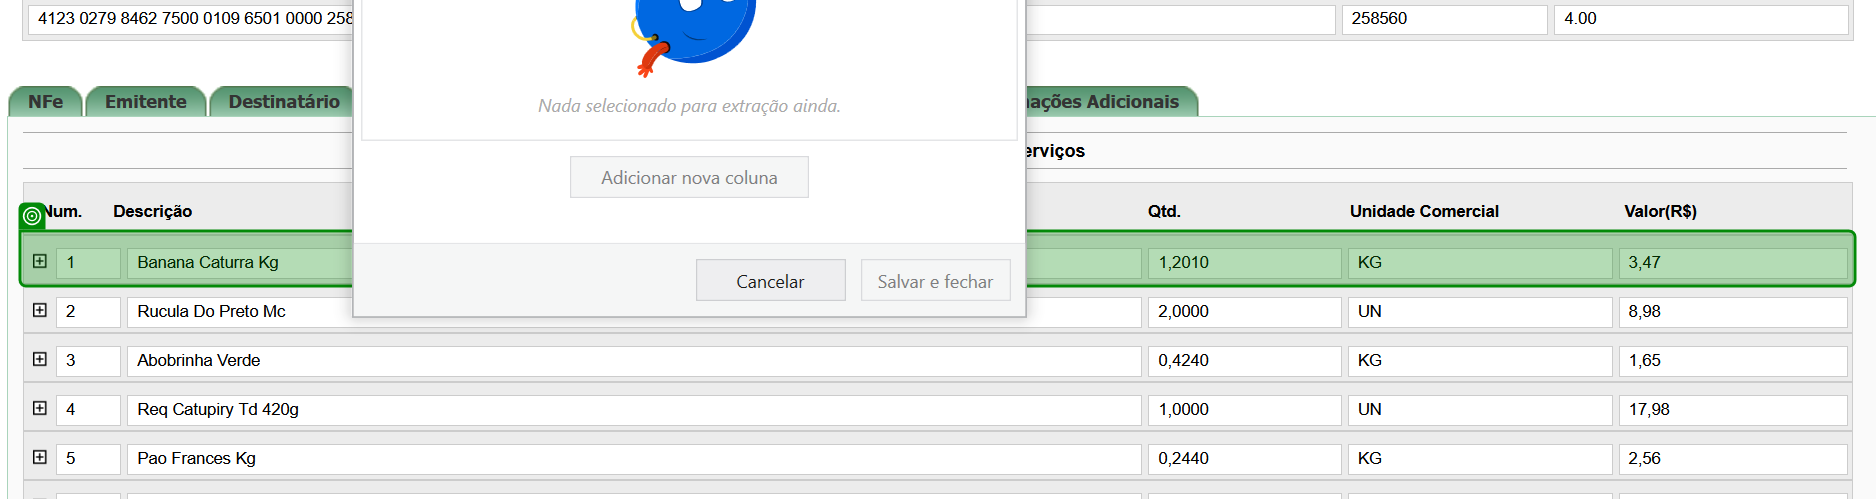 4123 0279 8462 7500 0109 6501 0000 258
258560
4.00
Nada selecionado para extração ainda.
NFe
Emitente
Destinatário
mações Adicionais
Adicionar nova coluna
erviços
Num.
Descrição
Qtd.
Unidade Comercial
Valor(R$)
1
Banana Caturra Kg
1,2010
KG
3,47
Cancelar
Salvar e fechar
2
Rucula Do Preto Mc
2,0000
UN
8,98
3
Abobrinha Verde
0,4240
KG
1,65
4
Req Catupiry Td 420g
1,0000
UN
17,98
5
Pao Frances Kg
0,2440
KG
2,56